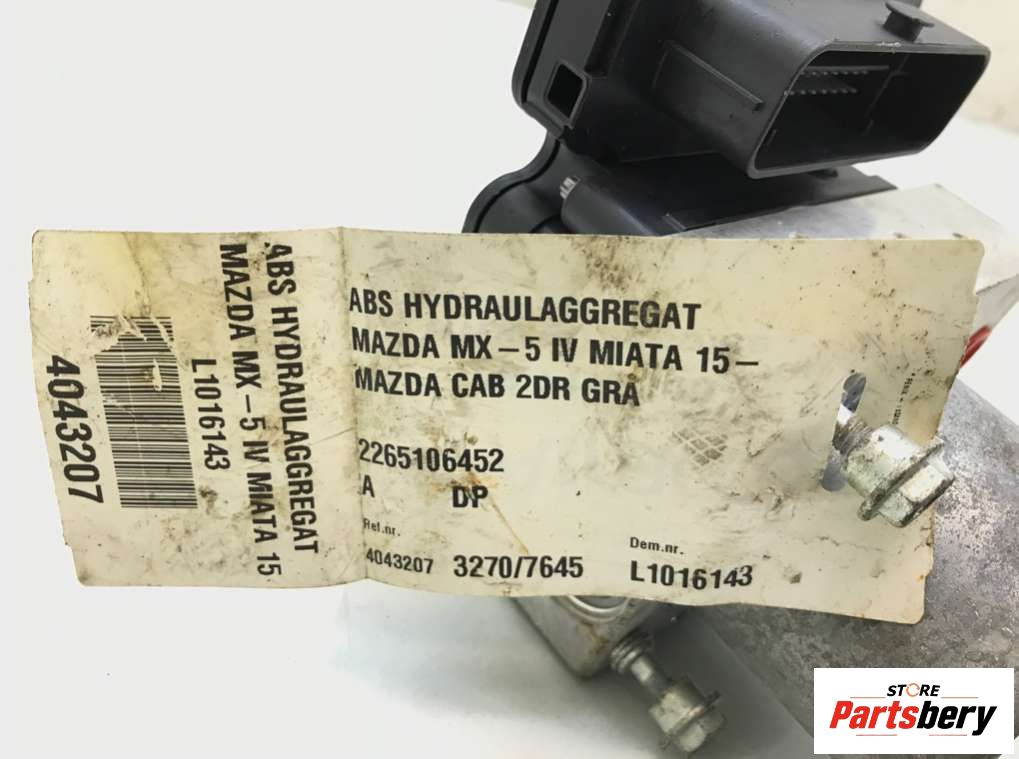 ABS HYDRAULAGGREGAT
MAZDA MX-5 IV MIATA 15
L1016143
4043207
ABS HYDRAULAGGREGAT
MAZDA MX-5 IV MIATA 15-
MAZDA CAB 2DR GRA
2265106452
A DP
Ref.nr.
4043207 3270/7645
Dem.nr.
L1016143
STORE
Partsbery